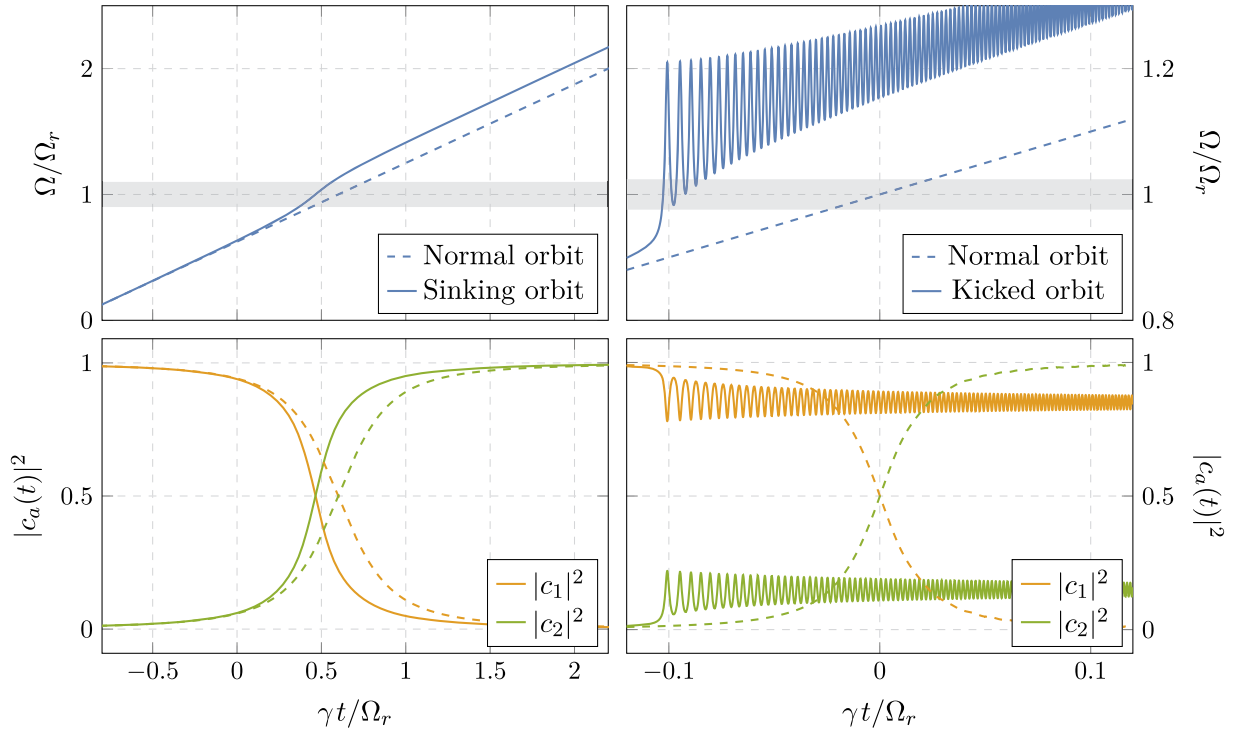 2
1
0
Ω/Ω_r
Normal orbit
Sinking orbit
1.2
1
0.8
Ω/Ω_r
Normal orbit
Kicked orbit
1
0.5
0
|c_a(t)|^2
|c_1|^2
|c_2|^2
−0.5 0 0.5 1 1.5 2
γ t/Ω_r
1
0.5
0
|c_a(t)|^2
|c_1|^2
|c_2|^2
−0.1 0 0.1
γ t/Ω_r